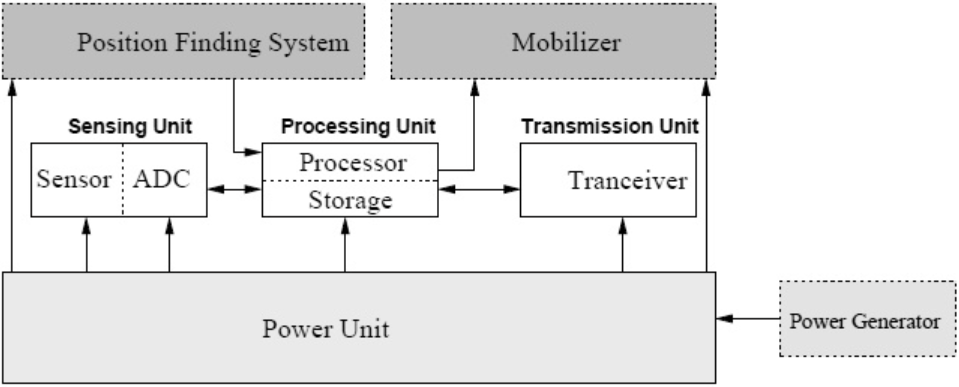 Position Finding System
Mobilizer
Sensing Unit
Processing Unit
Transmission Unit
Sensor
ADC
Processor
Storage
Tranceiver
Power Unit
Power Generator